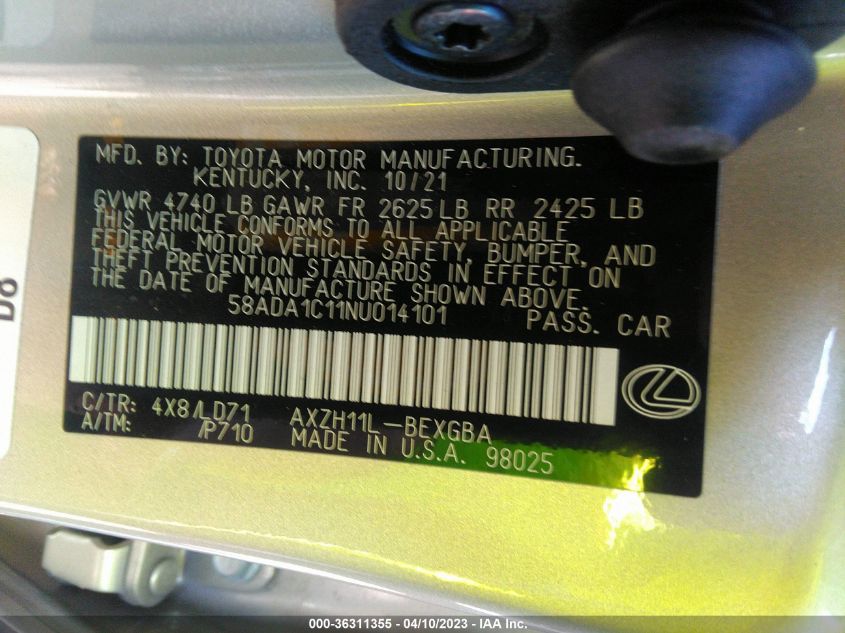 MFD. BY: TOYOTA MOTOR MANUFACTURING.
KENTUCKY, INC. 10/21
GVWR 4740 LB GAWR FR 2625 LB RR 2425 LB
THIS VEHICLE CONFORMS TO ALL APPLICABLE
FEDERAL MOTOR VEHICLE SAFETY, BUMPER, AND
THEFT PREVENTION STANDARDS IN EFFECT ON
THE DATE OF MANUFACTURE SHOWN ABOVE.
58ADA1C11NU014101 PASS. CAR
C/TR: 4X8/LD71 AXZH11L-BEXGBA
A/TM: /P710 MADE IN U.S.A. 98025
D8
AXX-36311355 - 04/10/2023 - IAA Inc.